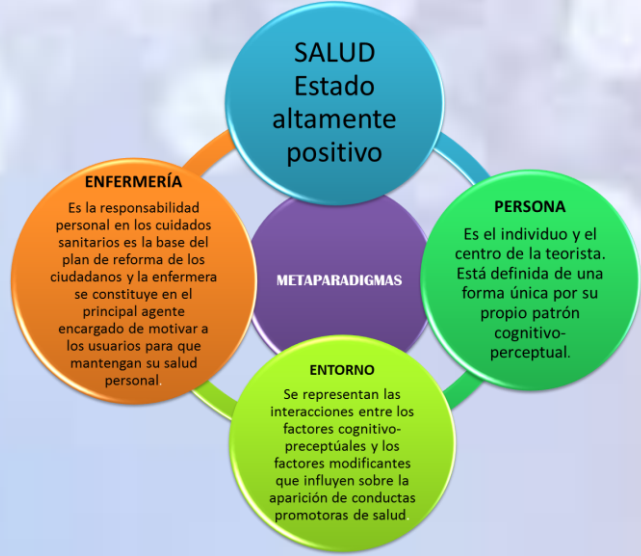 SALUD
Estado
altamente
positivo
ENFERMERÍA
Es la responsabilidad
personal en los cuidados
sanitarios es la base del
plan de reforma de los
ciudadanos y la enfermera
se constituye en el
principal agente
encargado de motivar a
los usuarios para que
mantengan su salud
personal.
METAPARADIGMAS
PERSONA
Es el individuo y el
centro de la teorista.
Está definida de una
forma única por su
propio patrón
cognitivo-
perceptual.
ENTORNO
Se representan las
interacciones entre los
factores cognitivo-
preceptúales y los
factores modificantes
que influyen sobre la
aparición de conductas
promotoras de salud.